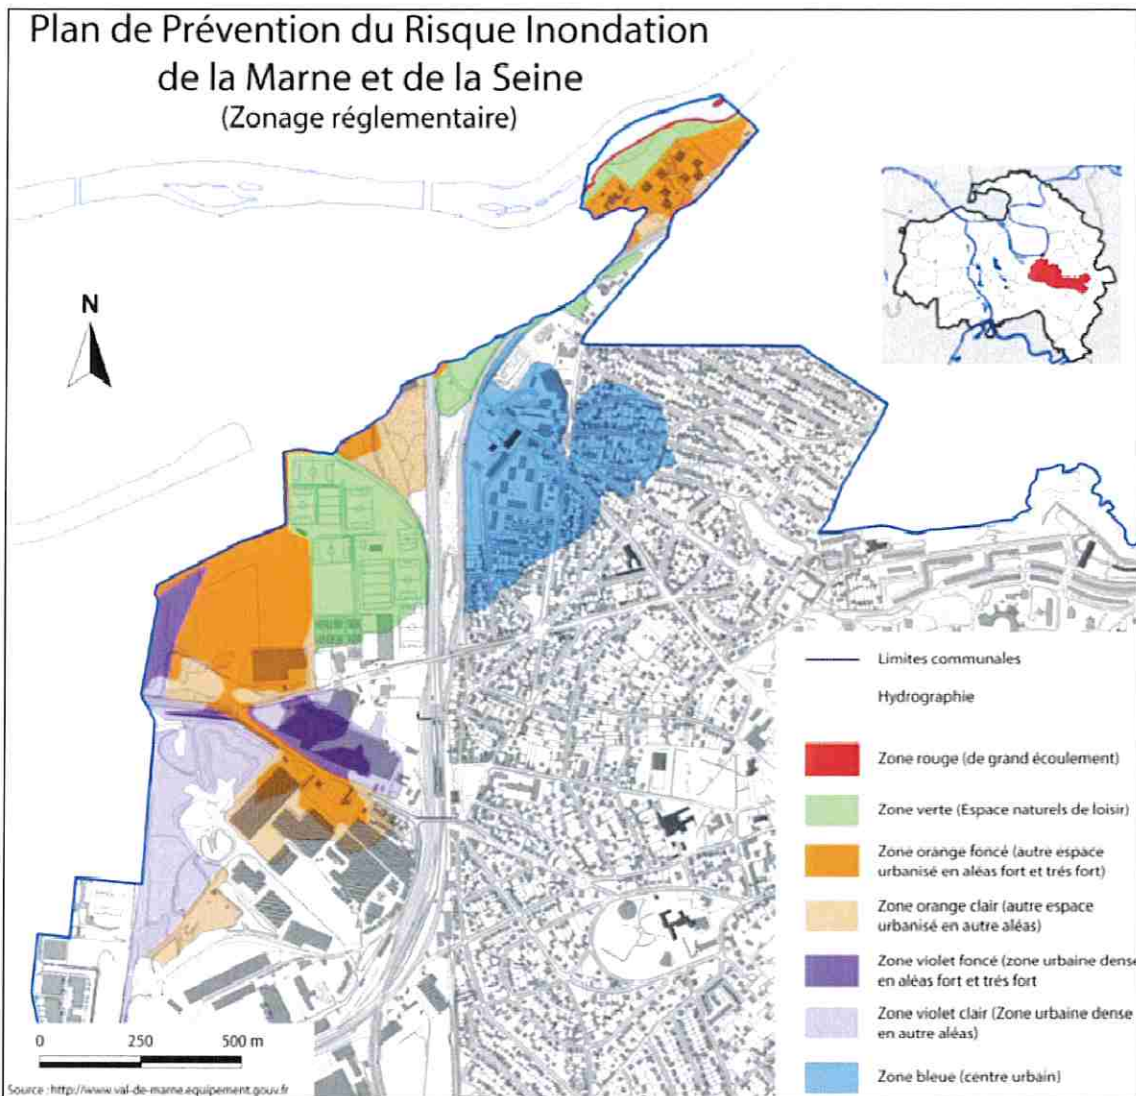 Plan de Prévention du Risque Inondation
de la Marne et de la Seine
(Zonage réglementaire)
N
Limites communales
Hydrographie
Zone rouge (de grand écoulement)
Zone verte (Espace naturels de loisir)
Zone orange foncé (autre espace
urbanisé en aléas fort et trés fort)
Zone orange clair (autre espace
urbanisé en autre aléas)
Zone violet foncé (zone urbaine dense
en aléas fort et trés fort
Zone violet clair (Zone urbaine dense
en autre aléas)
Zone bleue (centre urbain)
0 250 500 m
Source : http://www.val-de-marne.equipement.gouv.fr